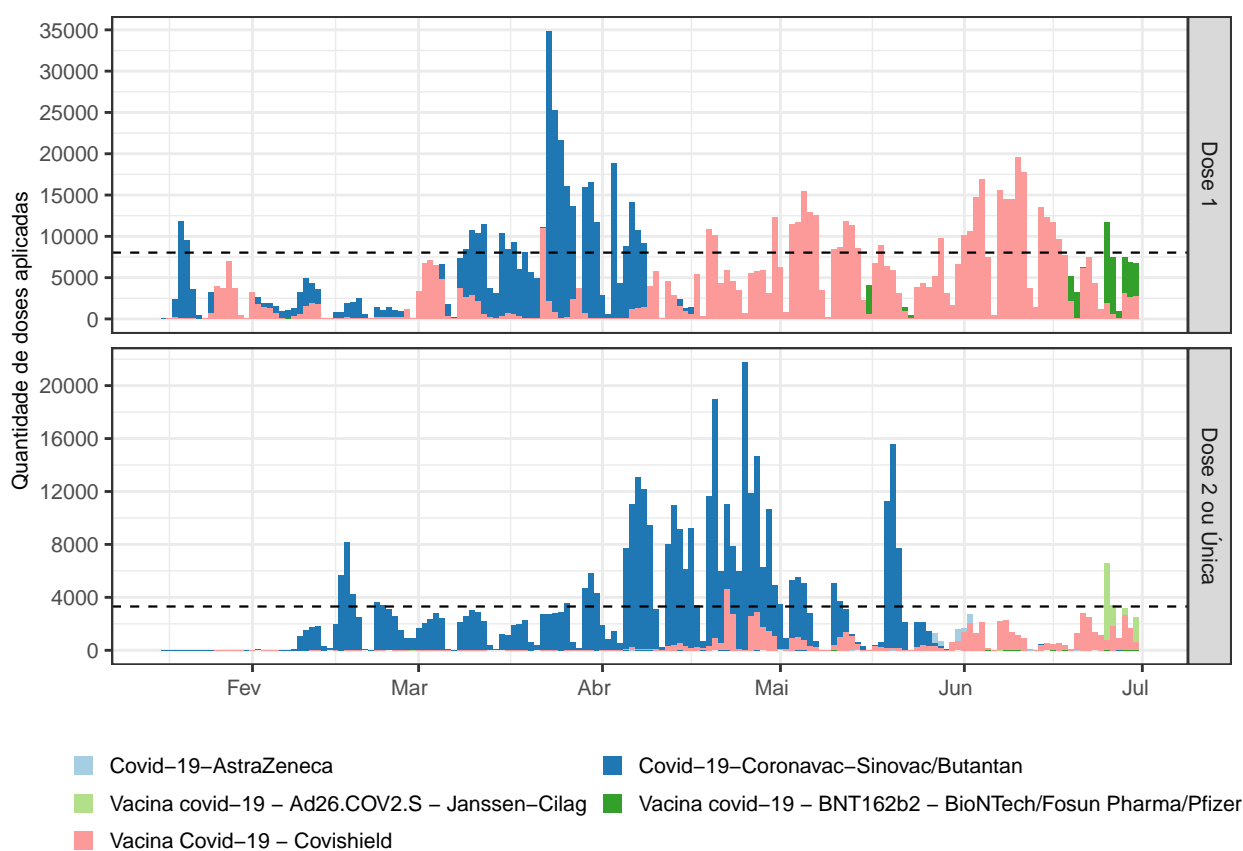 Quantidade de doses aplicadas
35000
30000
25000
20000
15000
10000
5000
0
Dose 1
20000
16000
12000
8000
4000
0
Dose 2 ou Única
Fev Mar Abr Mai Jun Jul
Covid−19−AstraZeneca Covid−19−Coronavac−Sinovac/Butantan
Vacina covid−19 − Ad26.COV2.S − Janssen−Cilag Vacina covid−19 − BNT162b2 − BioNTech/Fosun Pharma/Pfizer
Vacina Covid−19 − Covishield